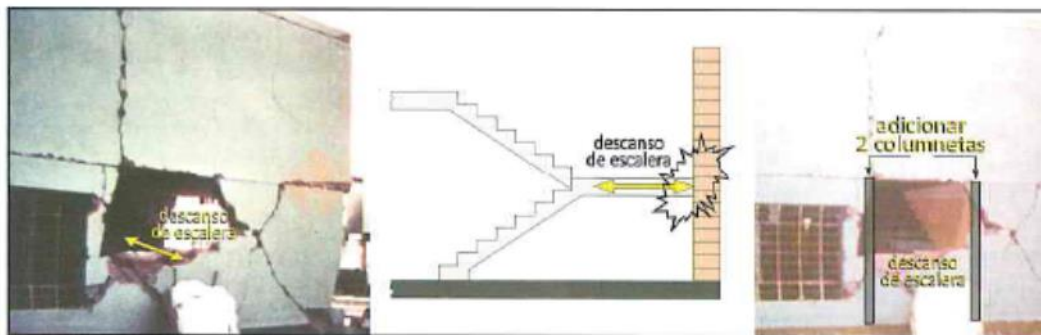 descanso
de escalera
descanso
de escalera
adicionar
2 columnetas
descanso
de escalera